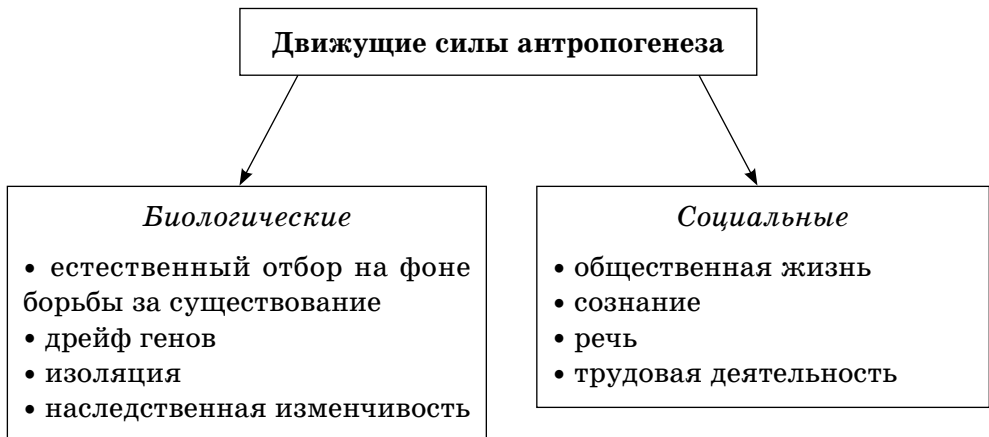 Движущие силы антропогенеза
Биологические
• естественный отбор на фоне
борьбы за существование
• дрейф генов
• изоляция
• наследственная изменчивость
Социальные
• общественная жизнь
• сознание
• речь
• трудовая деятельность